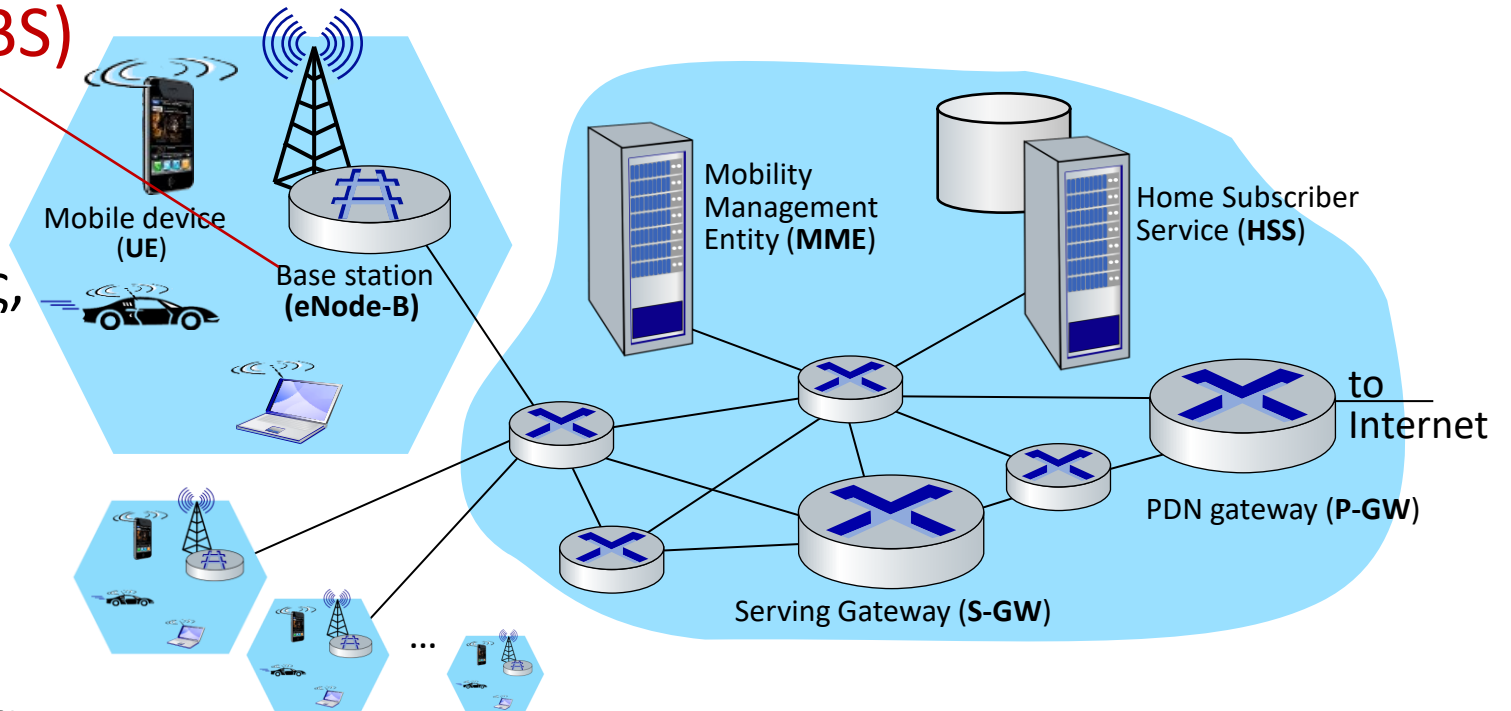 BS)
Mobile device
(UE)
ς,
Base station
(eNode-B)
Mobility
Management
Entity (MME)
Home Subscriber
Service (HSS)
to
Internet
PDN gateway (P-GW)
Serving Gateway (S-GW)
...